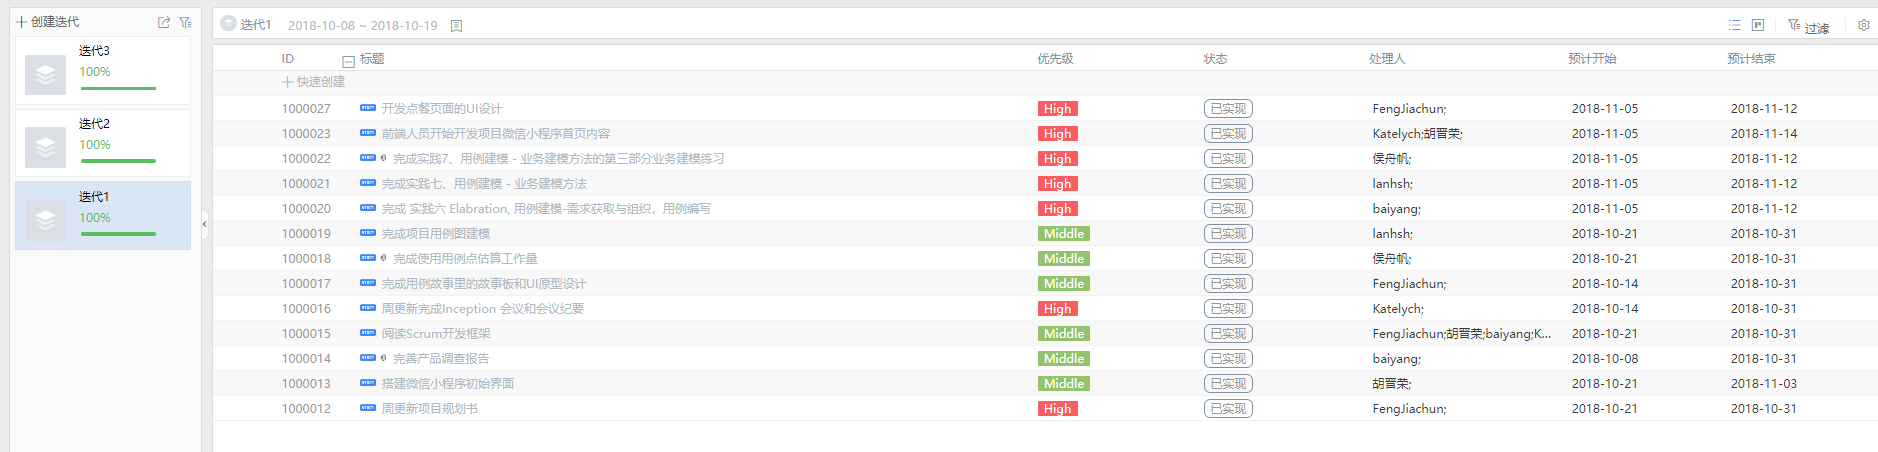 创建迭代
迭代3
100%
迭代2
100%
迭代1
100%
迭代1 2018-10-08 ~ 2018-10-19 过滤
ID 标题 优先级 状态 处理人 预计开始 预计结束
快速创建
1000027 STORY 开发点餐页面的UI设计 High 已实现 FengJiachun; 2018-11-05 2018-11-12
1000023 STORY 前端人员开始开发项目微信小程序首页内容 High 已实现 Katelych;胡晋荣; 2018-11-05 2018-11-14
1000022 STORY 完成实践7、用例建模 - 业务建模方法的第三部分业务建模练习 High 已实现 侯舟帆; 2018-11-05 2018-11-12
1000021 STORY 完成实践七、用例建模 - 业务建模方法 High 已实现 lanhsh; 2018-11-05 2018-11-12
1000020 STORY 完成 实践六 Elabration, 用例建模-需求获取与组织，用例编写 High 已实现 baiyang; 2018-11-05 2018-11-12
1000019 STORY 完成项目用例图建模 Middle 已实现 lanhsh; 2018-10-21 2018-10-31
1000018 STORY 完成使用用例点估算工作量 Middle 已实现 侯舟帆; 2018-10-21 2018-10-31
1000017 STORY 完成用例故事里的故事板和UI原型设计 Middle 已实现 FengJiachun; 2018-10-14 2018-10-31
1000016 STORY 周更新完成Inception 会议和会议纪要 High 已实现 Katelych; 2018-10-14 2018-10-31
1000015 STORY 阅读Scrum开发框架 Middle 已实现 FengJiachun;胡晋荣;baiyang;K... 2018-10-21 2018-10-31
1000014 STORY 完善产品调查报告 Middle 已实现 baiyang; 2018-10-08 2018-10-31
1000013 STORY 搭建微信小程序初始界面 Middle 已实现 胡晋荣; 2018-10-21 2018-11-03
1000012 STORY 周更新项目规划书 High 已实现 FengJiachun; 2018-10-21 2018-10-31